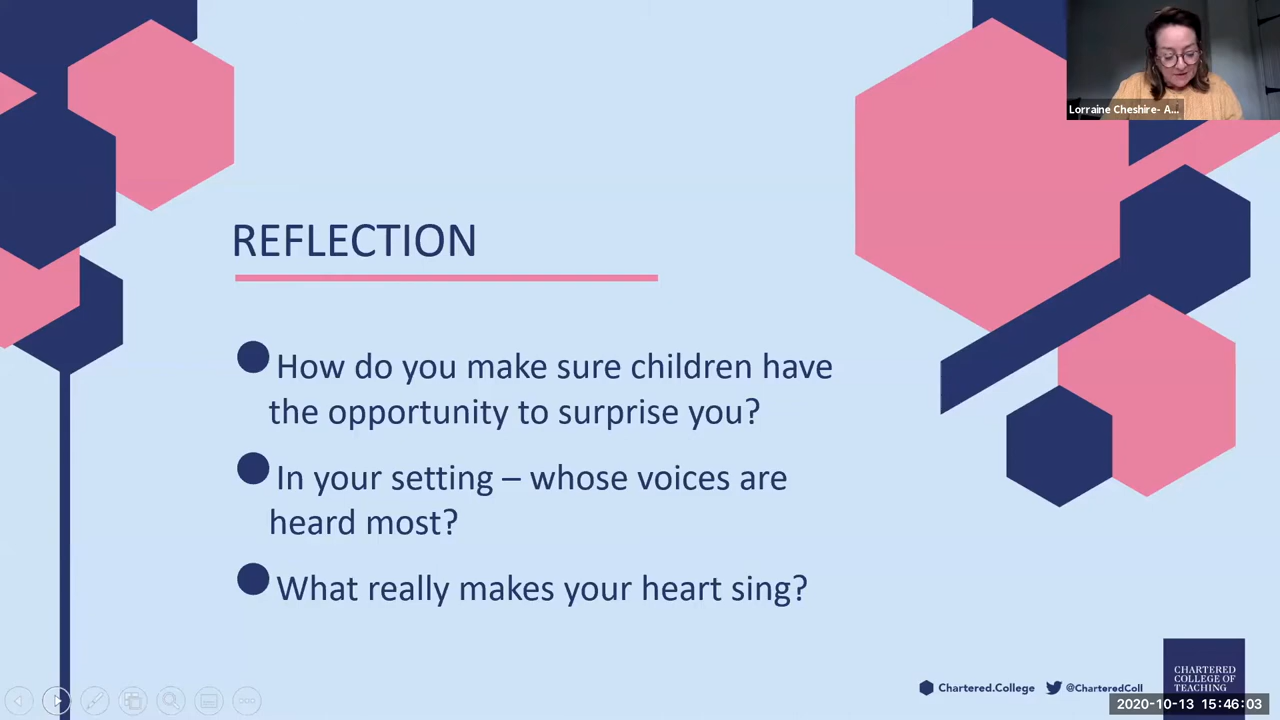 Lorraine Cheshire- A...
REFLECTION
How do you make sure children have
the opportunity to surprise you?
In your setting – whose voices are
heard most?
What really makes your heart sing?
Chartered.College
@CharteredColl
CHARTERED
COLLEGE OF
TEACHING
2020-10-13 15:46:03